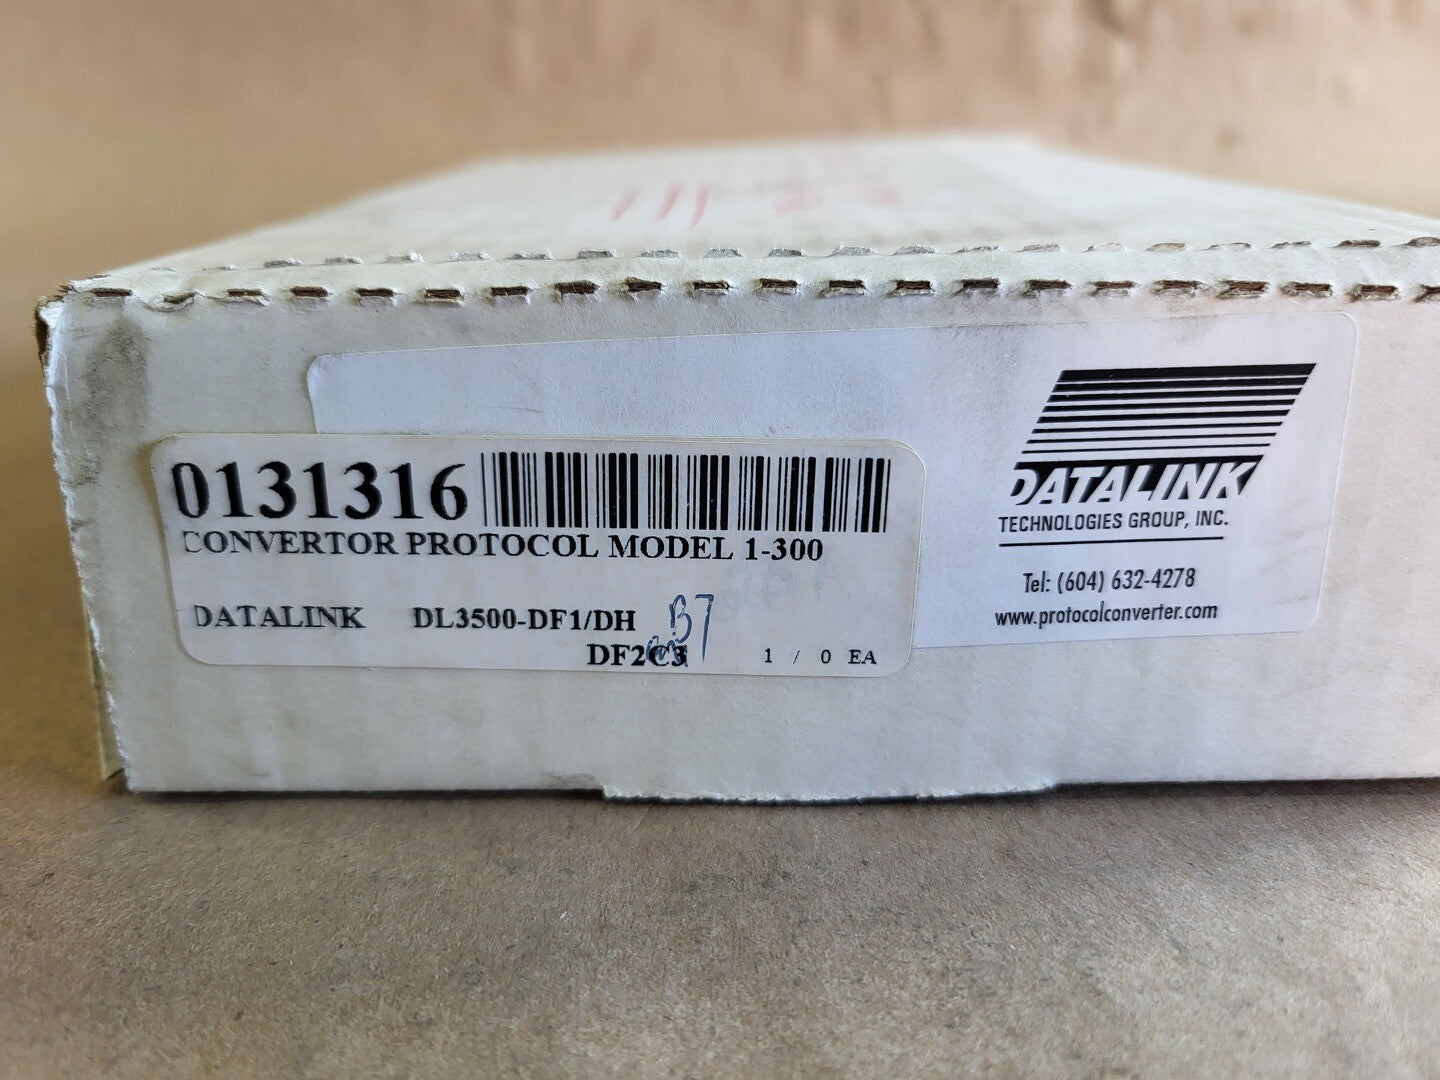 0131316
CONVERTOR PROTOCOL MODEL 1-300
DATALINK DL3500-DF1/DH B7
DF2C3 1 / 0 EA
DATALINK
TECHNOLOGIES GROUP, INC.
Tel: (604) 632-4278
www.protocolconverter.com